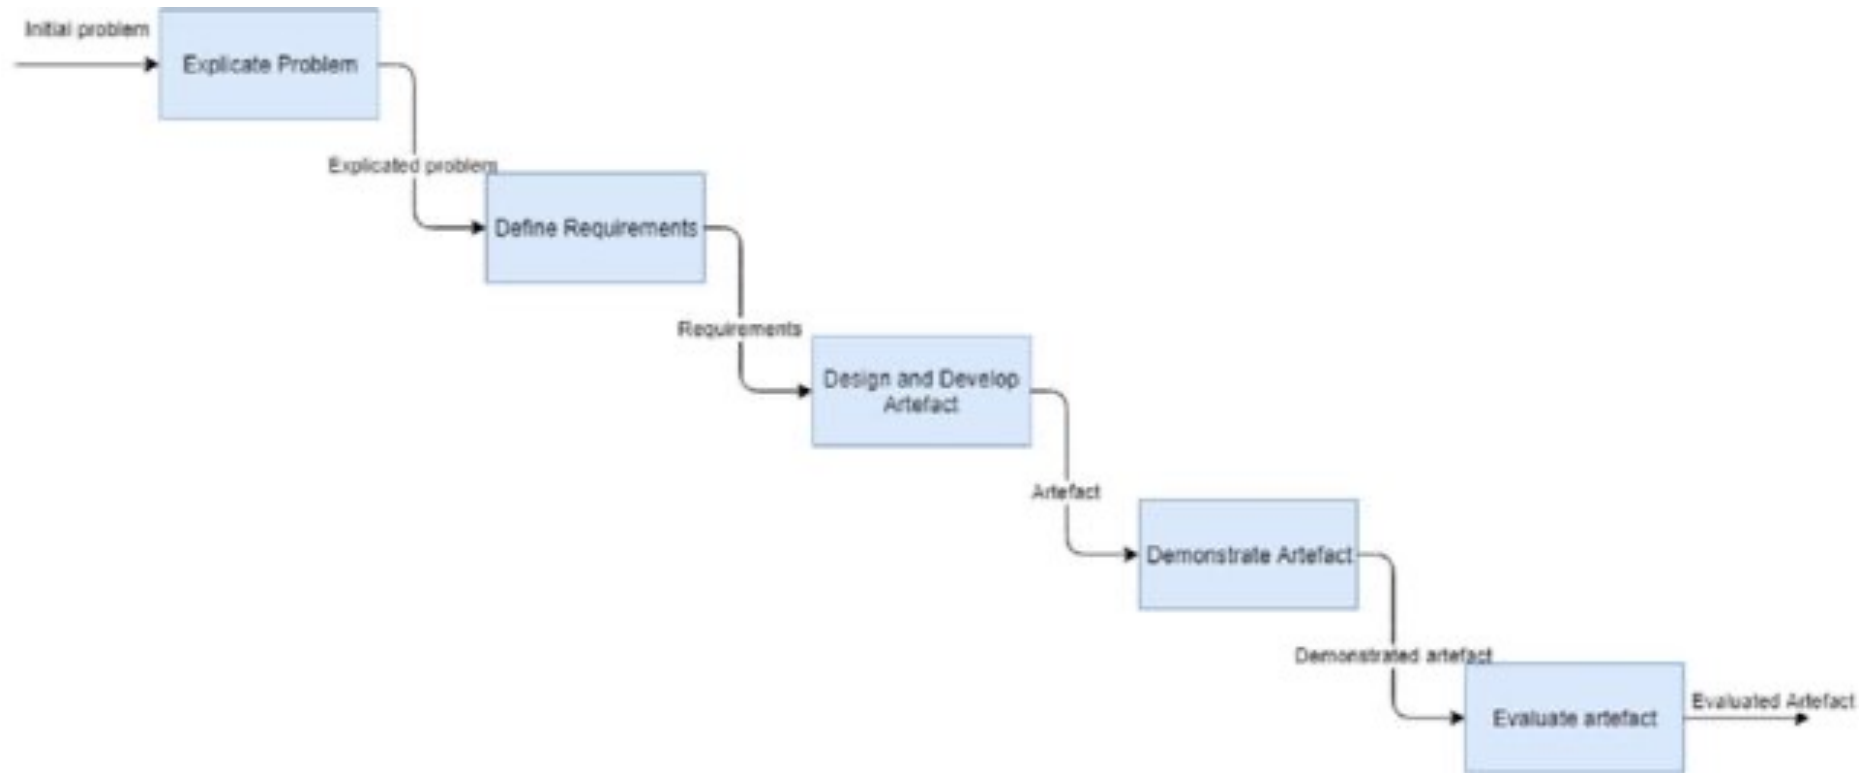 Initial problem
Explicate Problem
Explicated problem
Define Requirements
Requirements
Design and Develop
Artefact
Artefact
Demonstrate Artefact
Demonstrated artefact
Evaluate artefact
Evaluated Artefact